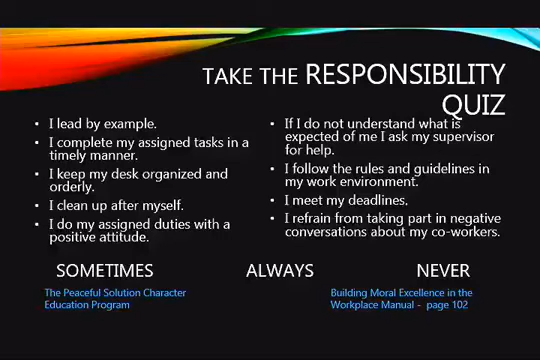 TAKE THE RESPONSIBILITY
QUIZ
• I lead by example.
• I complete my assigned tasks in a
timely manner.
• I keep my desk organized and
orderly.
• I clean up after myself.
• I do my assigned duties with a
positive attitude.
• If I do not understand what is
expected of me I ask my supervisor
for help.
• I follow the rules and guidelines in
my work environment.
• I meet my deadlines.
• I refrain from taking part in negative
conversations about my co-workers.
SOMETIMES ALWAYS NEVER
The Peaceful Solution Character
Education Program
Building Moral Excellence in the
Workplace Manual - page 102